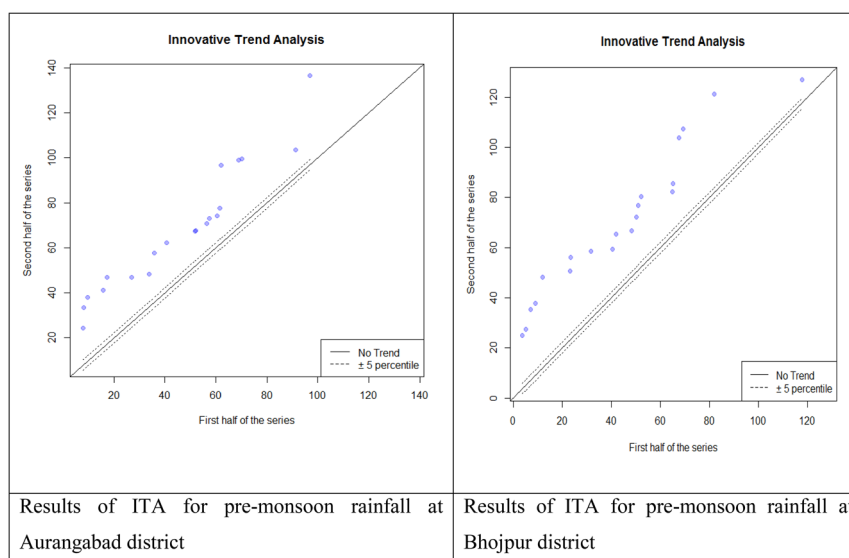 Innovative Trend Analysis
140
120
100
80
60
40
20
Second half of the series
20 40 60 80 100 120 140
First half of the series
No Trend
± 5 percentile
Innovative Trend Analysis
120
100
80
60
40
20
0
Second half of the series
0 20 40 60 80 100 120
First half of the series
No Trend
± 5 percentile
Results of ITA for pre-monsoon rainfall at
Aurangabad district
Results of ITA for pre-monsoon rainfall at
Bhojpur district